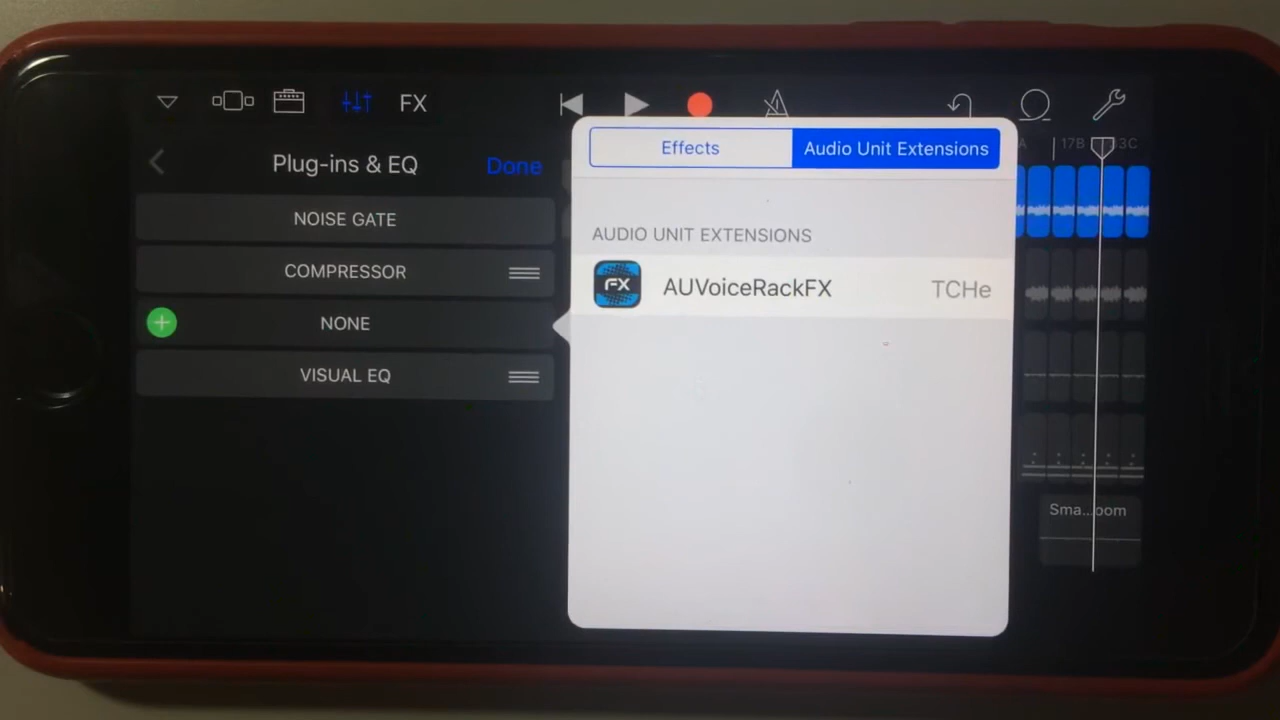 FX
Plug-ins & EQ
Done
NOISE GATE
COMPRESSOR
NONE
VISUAL EQ
Effects
Audio Unit Extensions
AUDIO UNIT EXTENSIONS
FX
AUVoiceRackFX
TCHe
A
17B
33C
Sma...oom